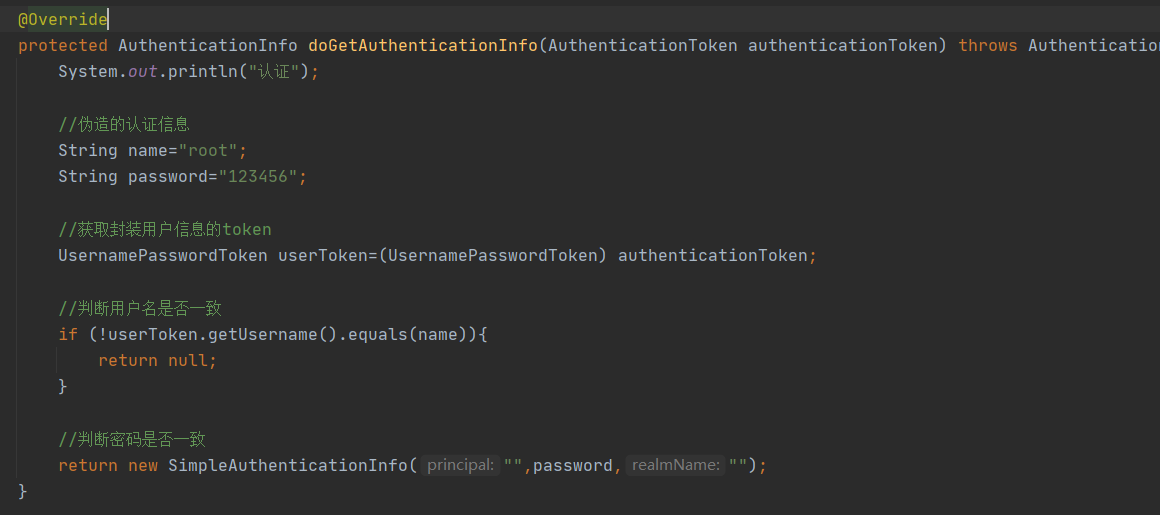 @Override
protected AuthenticationInfo doGetAuthenticationInfo(AuthenticationToken authenticationToken) throws Authentication
System.out.println("认证");
//伪造的认证信息
String name="root";
String password="123456";
//获取封装用户信息的token
UsernamePasswordToken userToken=(UsernamePasswordToken) authenticationToken;
//判断用户名是否一致
if (!userToken.getUsername().equals(name)){
return null;
}
//判断密码是否一致
return new SimpleAuthenticationInfo( principal: "",password, realmName: "");
}